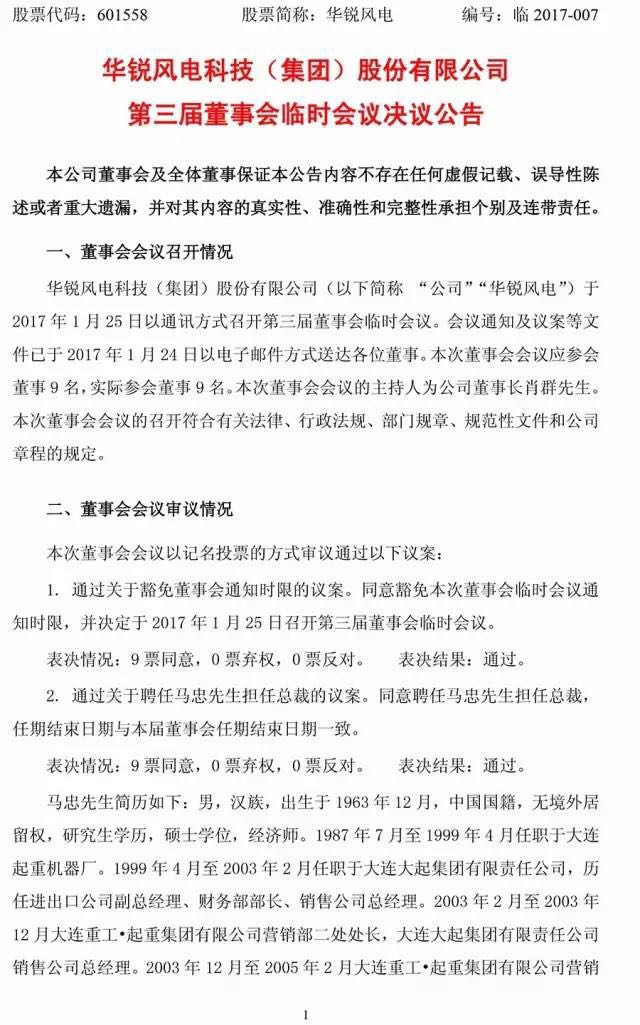 股票代码：601558 股票简称：华锐风电 编号：临 2017-007
华锐风电科技（集团）股份有限公司
第三届董事会临时会议决议公告
本公司董事会及全体董事保证本公告内容不存在任何虚假记载、误导性陈
述或者重大遗漏，并对其内容的真实性、准确性和完整性承担个别及连带责任。
一、董事会会议召开情况
华锐风电科技（集团）股份有限公司（以下简称 “公司”“华锐风电”）于
2017 年 1 月 25 日以通讯方式召开第三届董事会临时会议。会议通知及议案等文
件已于 2017 年 1 月 24 日以电子邮件方式送达各位董事。本次董事会会议应参会
董事 9 名，实际参会董事 9 名。本次董事会会议的主持人为公司董事长肖群先生。
本次董事会会议的召开符合有关法律、行政法规、部门规章、规范性文件和公司
章程的规定。
二、董事会会议审议情况
本次董事会会议以记名投票的方式审议通过以下议案：
1. 通过关于豁免董事会通知时限的议案。同意豁免本次董事会临时会议通
知时限，并决定于 2017 年 1 月 25 日召开第三届董事会临时会议。
表决情况：9 票同意，0 票弃权，0 票反对。 表决结果：通过。
2. 通过关于聘任马忠先生担任总裁的议案。同意聘任马忠先生担任总裁，
任期结束日期与本届董事会任期结束日期一致。
表决情况：9 票同意，0 票弃权，0 票反对。 表决结果：通过。
马忠先生简历如下：男，汉族，出生于 1963 年 12 月，中国国籍，无境外居
留权，研究生学历，硕士学位，经济师。1987 年 7 月至 1999 年 4 月任职于大连
起重机器厂。1999 年 4 月至 2003 年 2 月任职于大连大起集团有限责任公司，历
任进出口公司副总经理、财务部部长、销售公司总经理。2003 年 2 月至 2003 年
12 月大连重工•起重集团有限公司营销部二处处长，大连大起集团有限责任公司
销售公司总经理。2003 年 12 月至 2005 年 2 月大连重工•起重集团有限公司营销
1